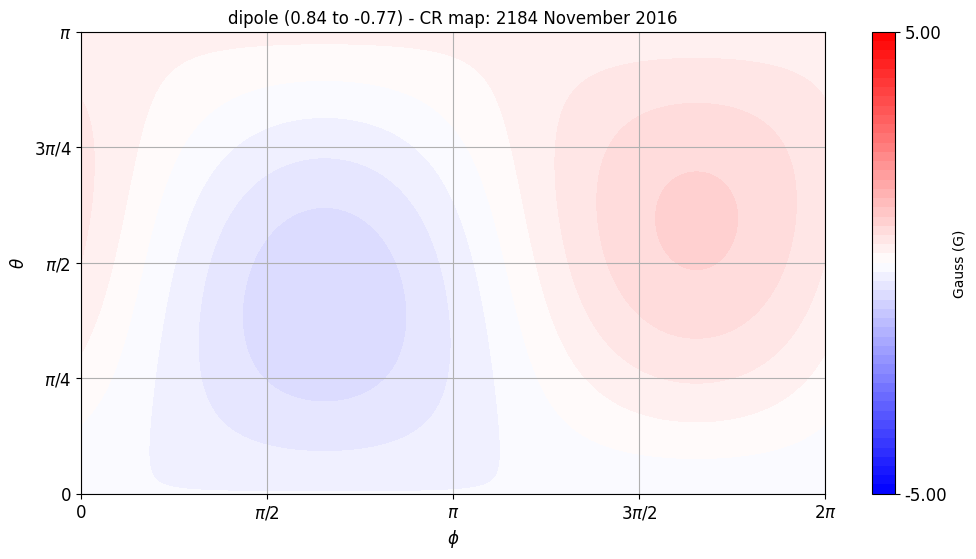 dipole (0.84 to -0.77) - CR map: 2184 November 2016
π
3π/4
π/2
π/4
0
θ
0
π/2
π
3π/2
2π
ϕ
5.00
-5.00
Gauss (G)